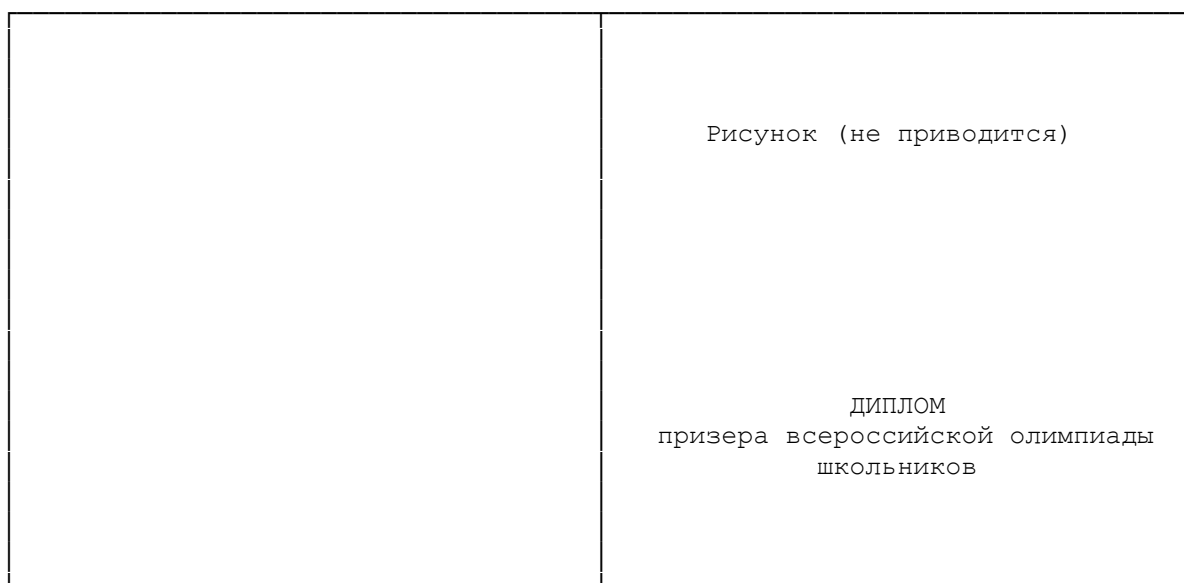 Рисунок (не приводится)
ДИПЛОМ
призера всероссийской олимпиады
школьников